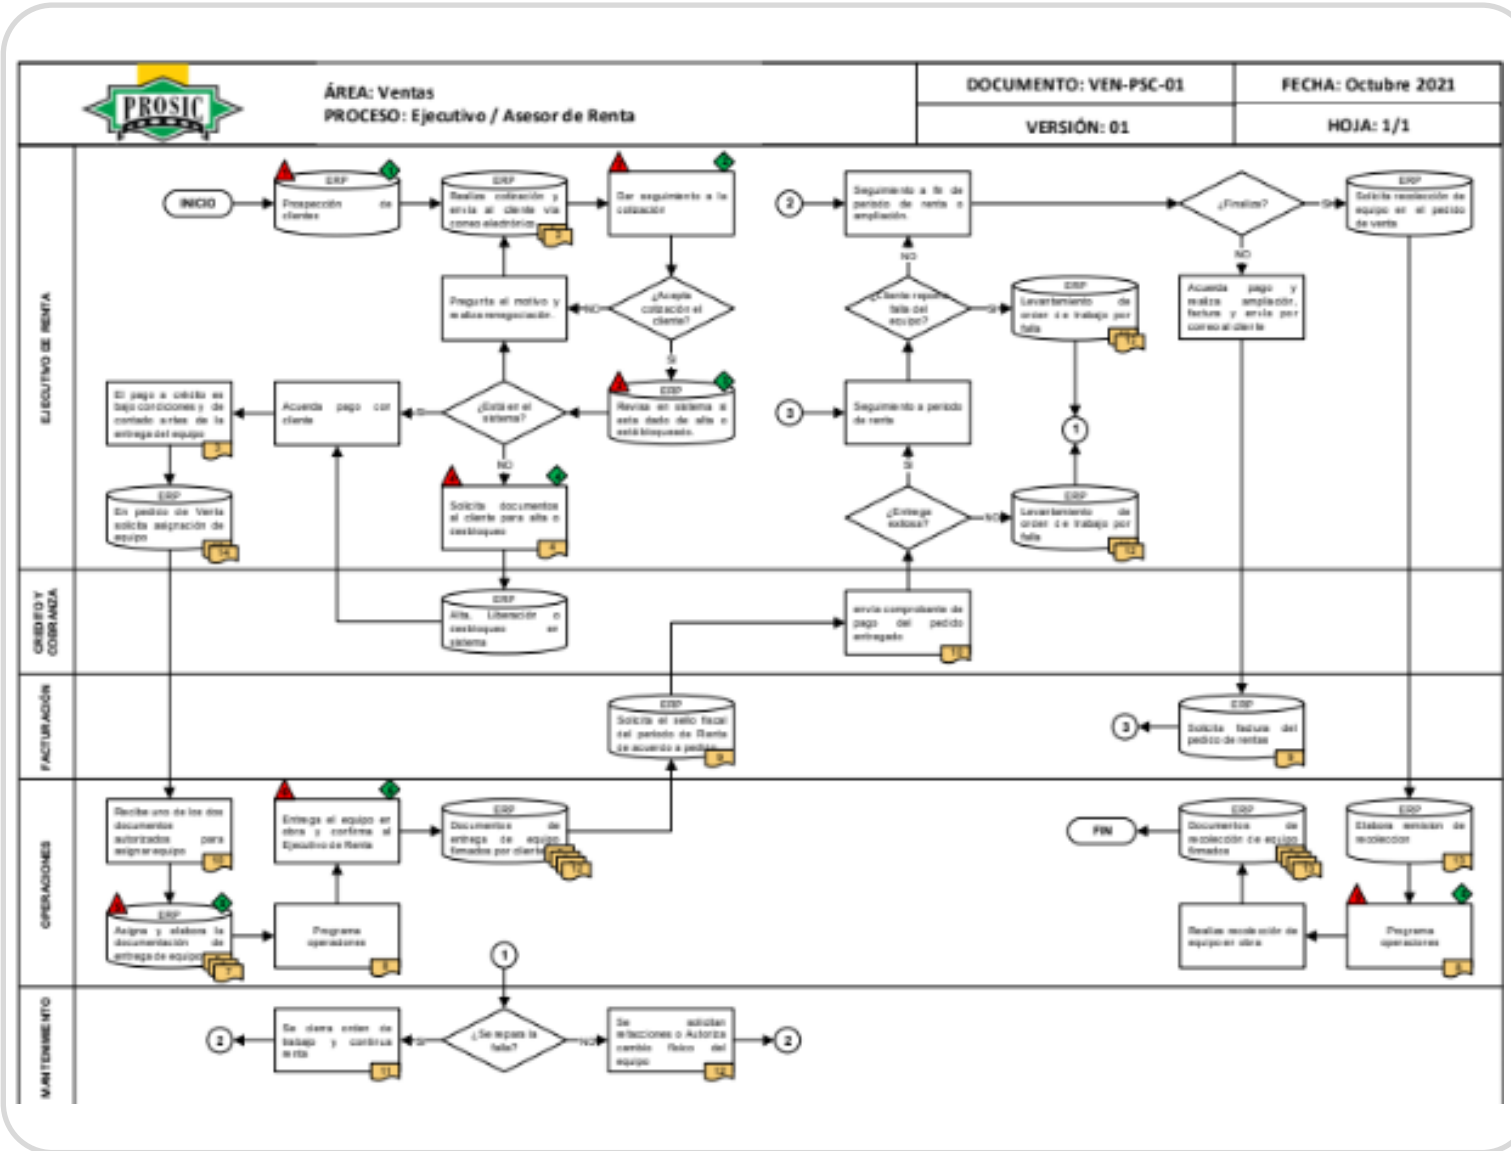 PROSIC
ÁREA: Ventas
PROCESO: Ejecutivo / Asesor de Renta
DOCUMENTO: VEN-PSC-01
VERSIÓN: 01
FECHA: Octubre 2021
HOJA: 1/1
EJECUTIVO DE RENTA
INICIO
ERP
Prospección de
clientes
ERP
Realiza cotización y
envía al cliente vía
correo electrónico
Dar seguimiento a la
cotización
2
Seguimiento a fin de
periodo de renta o
ampliación.
¿Finaliza?
ERP
Solicita recolección de
equipo en el pedido
de venta
Pregunta el motivo y
realiza renegociación.
NO
¿Acepta
cotización el
cliente?
SI
NO
¿Cliente reporta
falla del
equipo?
SI
ERP
Levantamiento de
orden de trabajo por
falla
NO
Acuerda pago y
realiza ampliación,
factura y envía por
correo al cliente
El pago a crédito es
bajo condiciones y de
contado antes de la
entrega del equipo
Acuerda pago con
cliente
SI
¿Está en el
sistema?
NO
ERP
Revisa en sistema si
esta dado de alta o
está bloqueado.
3
Seguimiento a periodo
de renta
SI
1
ERP
En pedido de Venta
solicita asignación de
equipo
14
Solicita documentos
al cliente para alta o
desbloqueo
4
¿Entrega
exitosa?
NO
ERP
Levantamiento de
orden de trabajo por
falla
12
CREDITO Y
COBRANZA
ERP
Alta, Liberación o
desbloqueo en
sistema
envía comprobante de
pago del pedido
entregado
FACTURACIÓN
ERP
Solicita el sello fiscal
del periodo de Renta
de acuerdo a pedido
9
3
ERP
Solicita factura del
pedido de rentas
OPERACIONES
Recibe uno de los dos
documentos
autorizados para
asignar equipo
Entrega el equipo en
obra y confirma al
Ejecutivo de Renta
ERP
Documentos de
entrega de equipo
firmados por cliente
FIN
ERP
Documentos de
recolección de equipo
firmados
ERP
Elabora remision de
recoleccion
13
ERP
Asigna y elabora la
documentación de
entrega de equipo
7
Programa
operaciones
1
Realiza recolección de
equipo en obra
Programa
operaciones
MANTENIMIENTO
2
Se cierra orden de
trabajo y continua
renta
11
SI
¿Se repara la
falla?
NO
Se solicitan
refacciones o Autoriza
cambio físico del
equipo
12
2